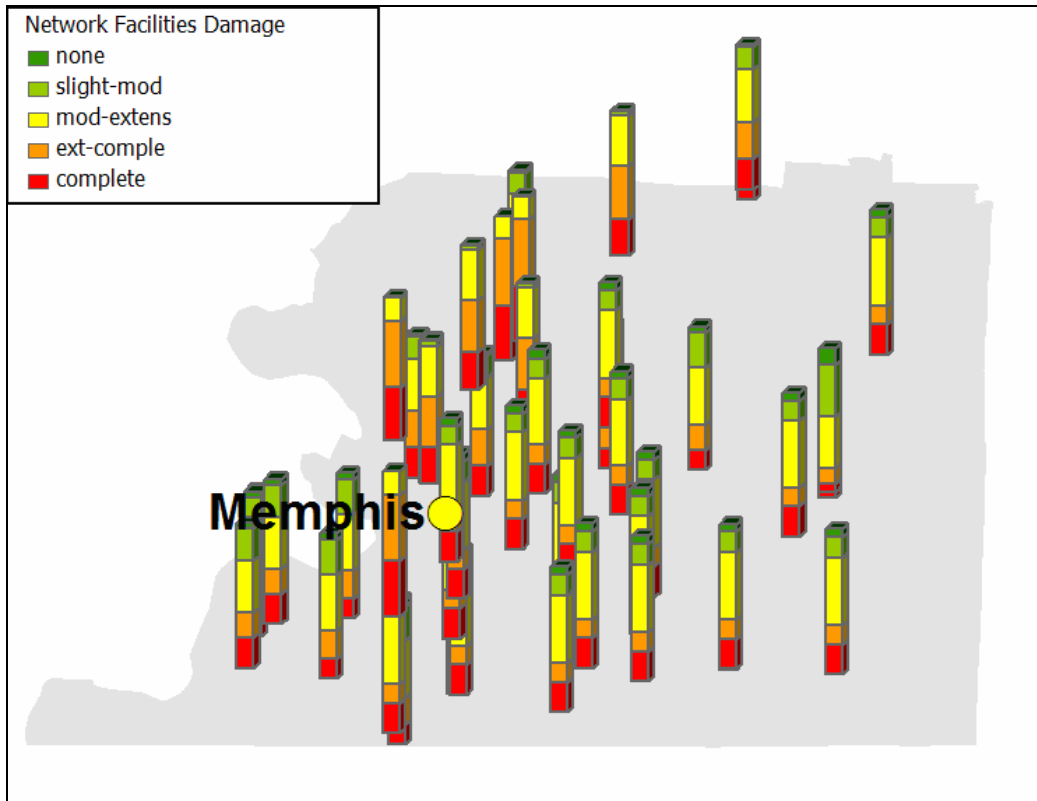 Network Facilities Damage
none
slight-mod
mod-extens
ext-comple
complete
Memphis